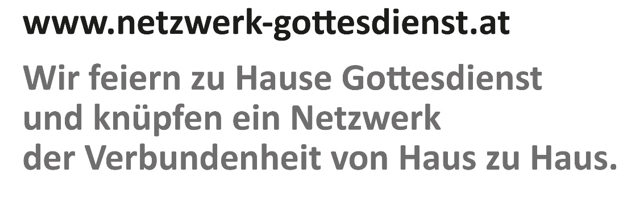 www.netzwerk-gottesdienst.at
Wir feiern zu Hause Gottesdienst
und knüpfen ein Netzwerk
der Verbundenheit von Haus zu Haus.